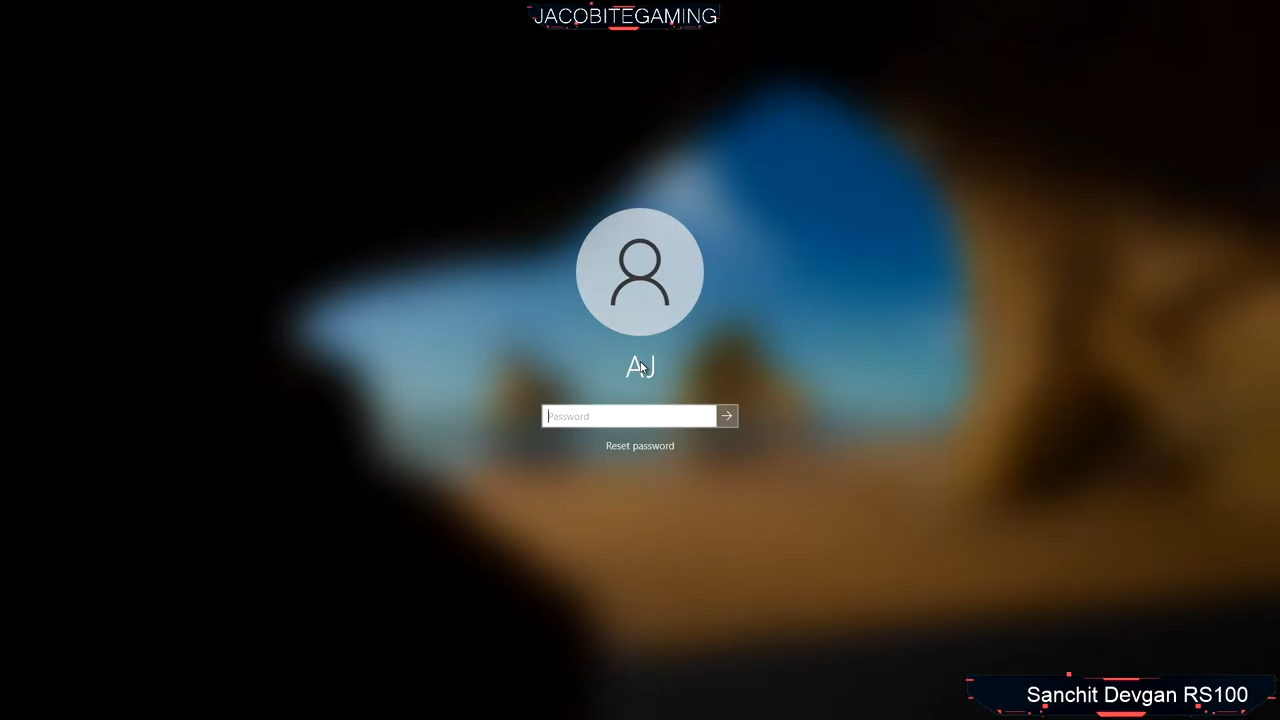 JACOBITEGAMING
AJ
Password
Reset password
Sanchit Devgan RS100